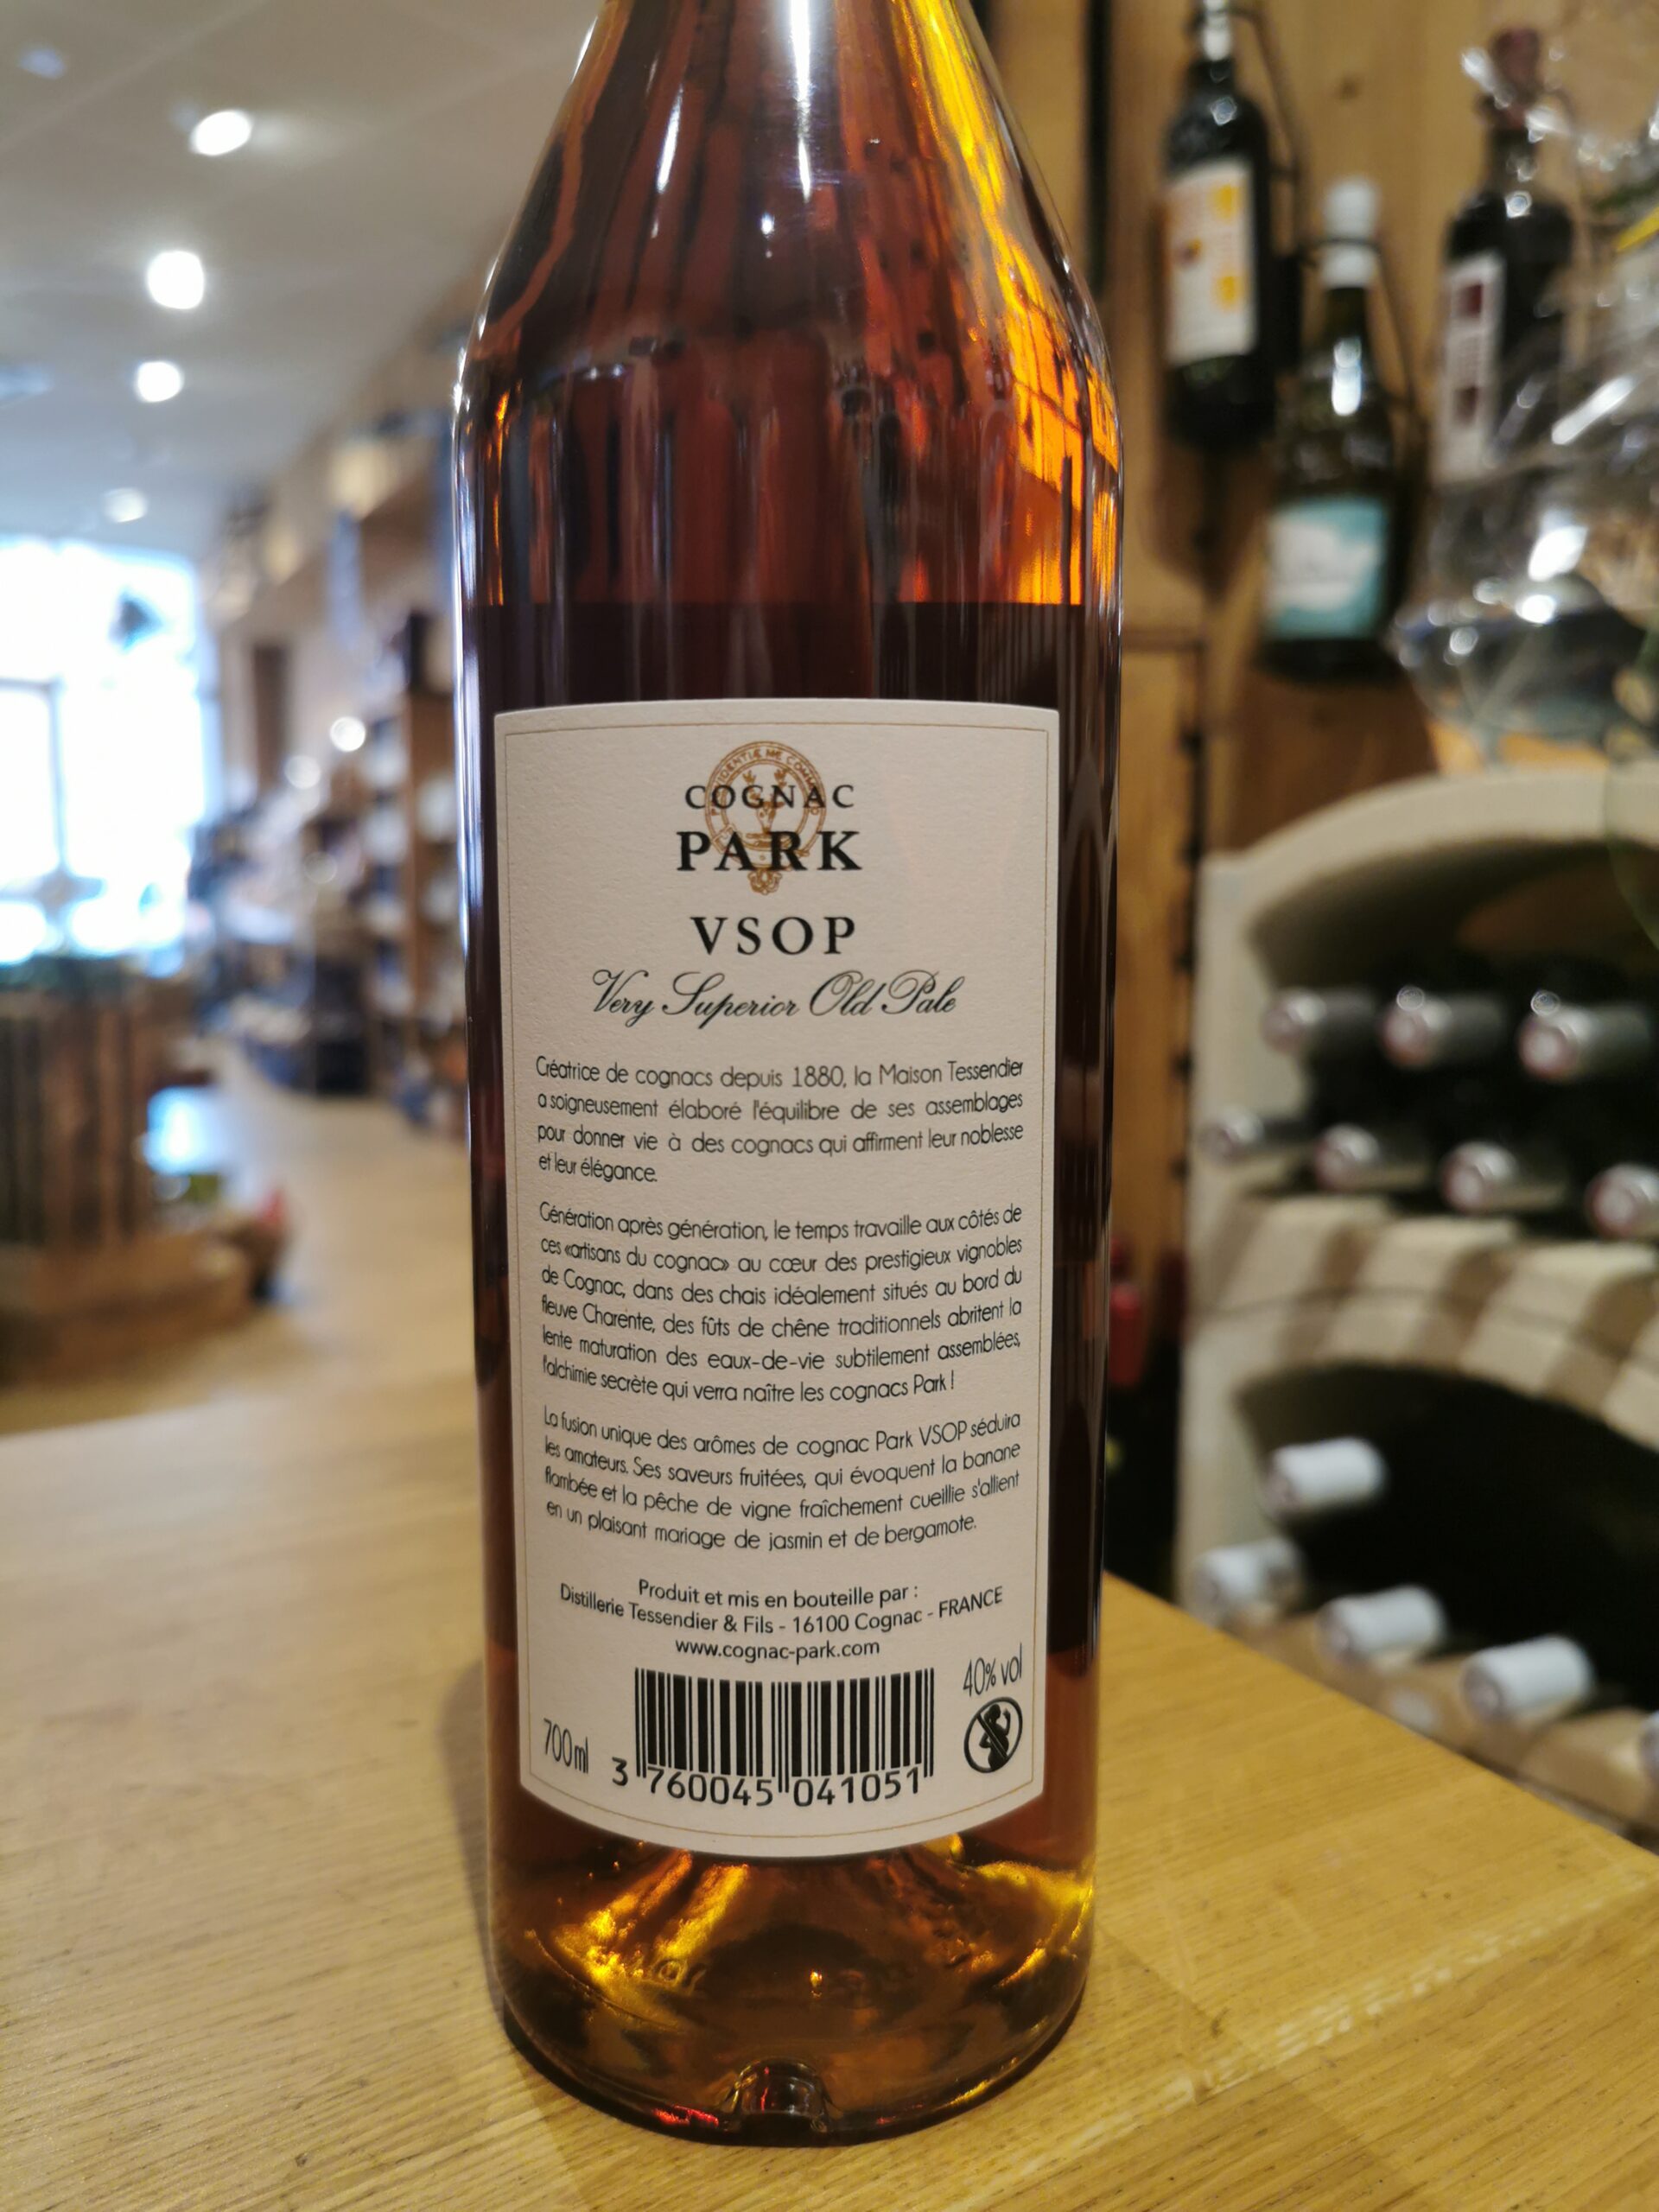 COGNAC
PARK
VSOP
Very Superior Old Pale
Créatrice de cognacs depuis 1880, la Maison Tessendier
a soigneusement élaboré l'équilibre de ses assemblages
pour donner vie à des cognacs qui affirment leur noblesse
et leur élégance.
Génération après génération, le temps travaille aux côtés de
ces «artisans du cognac» au cœur des prestigieux vignobles
de Cognac, dans des chais idéalement situés au bord du
fleuve Charente, des fûts de chêne traditionnels abritent la
lente maturation des eaux-de-vie subtilement assemblées,
l'alchimie secrète qui verra naître les cognacs Park !
La fusion unique des arômes de cognac Park VSOP séduira
les amateurs. Ses saveurs fruitées, qui évoquent la banane
flambée et la pêche de vigne fraîchement cueillie s'allient
en un plaisant mariage de jasmin et de bergamote.
Produit et mis en bouteille par :
Distillerie Tessendier & Fils - 16100 Cognac - FRANCE
www.cognac-park.com
40% vol
700ml
3 760045 041051